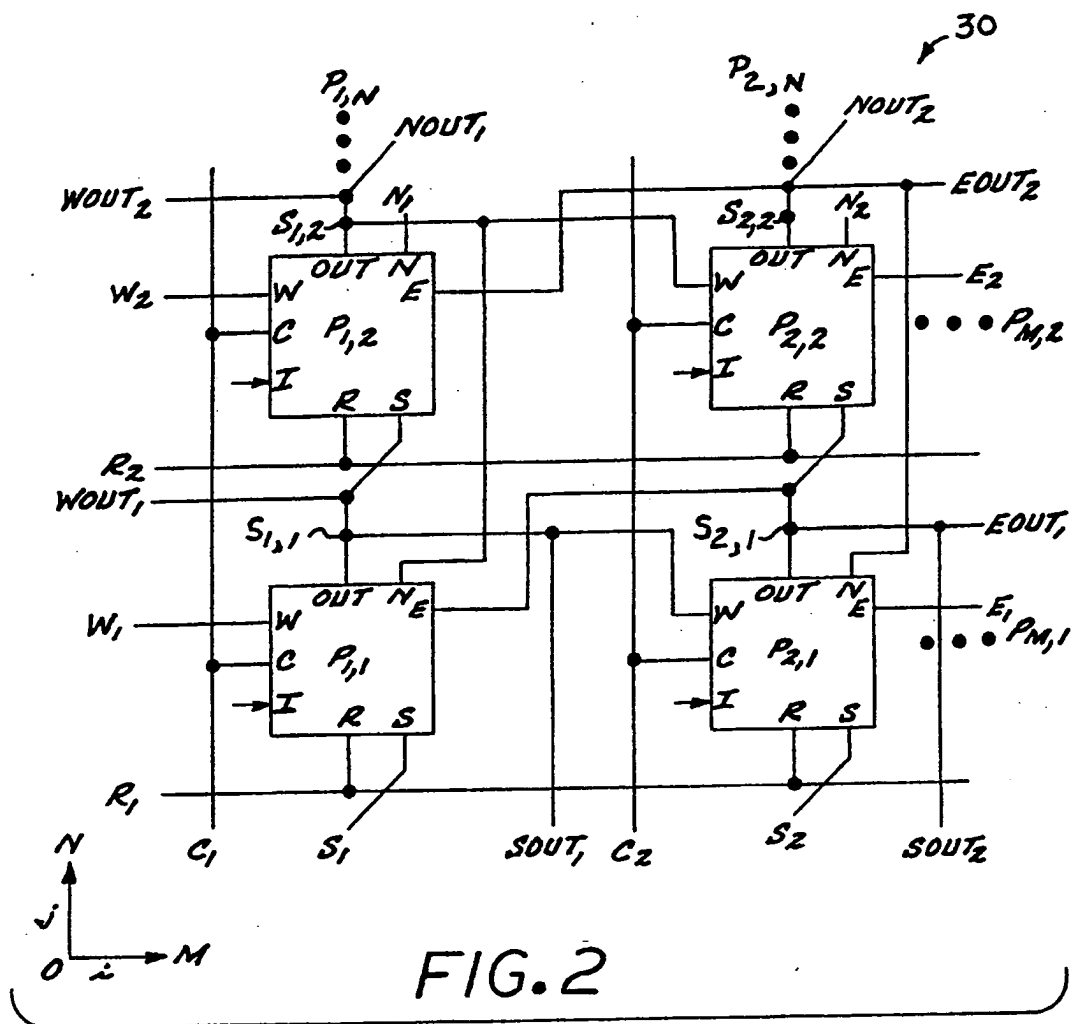 30
P1,N
P2,N
NOUT1
NOUT2
WOUT2
N1
EOUT2
S1,2
S2,2
N2
OUT N
OUT N
W2
W
E
W
E
E2
C
P1,2
C
P2,2
PM,2
I
I
R S
R S
R2
WOUT1
S1,1
S2,1
EOUT1
OUT N
OUT N
W1
W
E
W
E
E1
C
P1,1
C
P2,1
PM,1
I
I
R S
R S
R1
C1
S1
SOUT1
C2
S2
SOUT2
N
j
O i M
FIG. 2